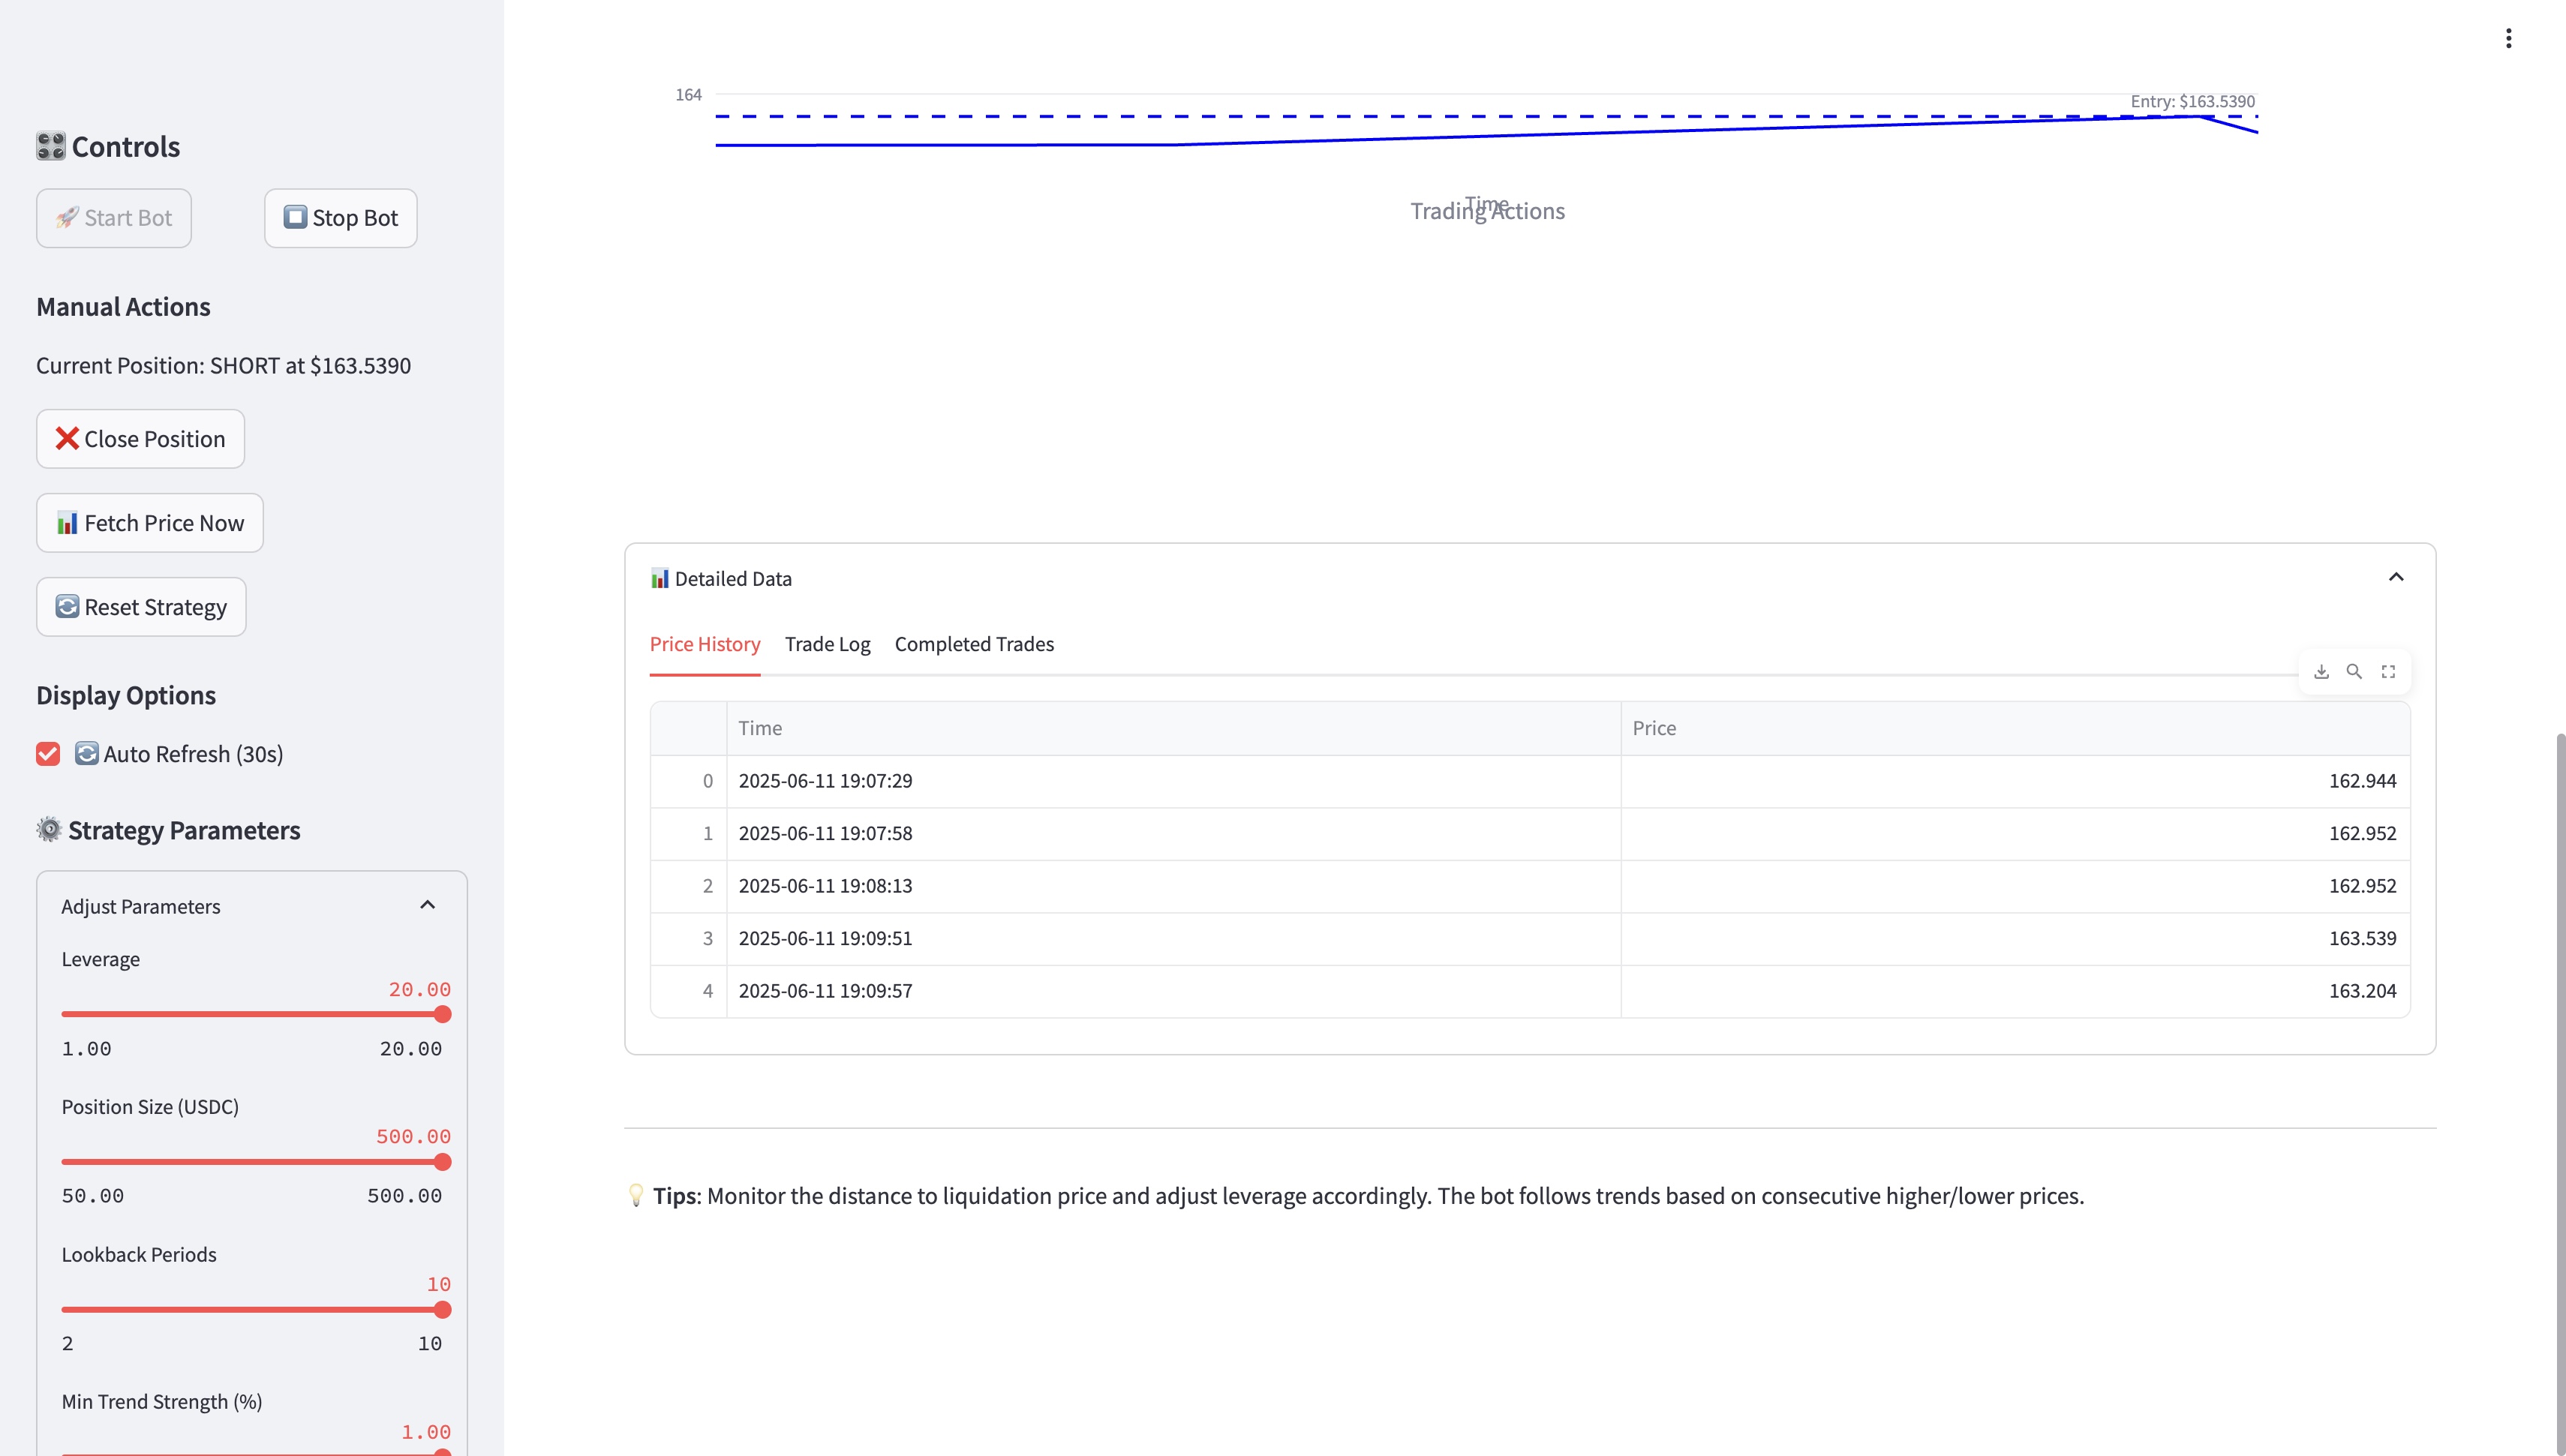 Controls
Start Bot
Stop Bot
Manual Actions
Current Position: SHORT at $163.5390
Close Position
Fetch Price Now
Reset Strategy
Display Options
Auto Refresh (30s)
Strategy Parameters
Adjust Parameters
Leverage
20.00
1.00 20.00
Position Size (USDC)
500.00
50.00 500.00
Lookback Periods
10
2 10
Min Trend Strength (%)
1.00
164
Entry: $163.5390
Time
Trading Actions
Detailed Data
Price History Trade Log Completed Trades
Time Price
0 2025-06-11 19:07:29 162.944
1 2025-06-11 19:07:58 162.952
2 2025-06-11 19:08:13 162.952
3 2025-06-11 19:09:51 163.539
4 2025-06-11 19:09:57 163.204
Tips: Monitor the distance to liquidation price and adjust leverage accordingly. The bot follows trends based on consecutive higher/lower prices.